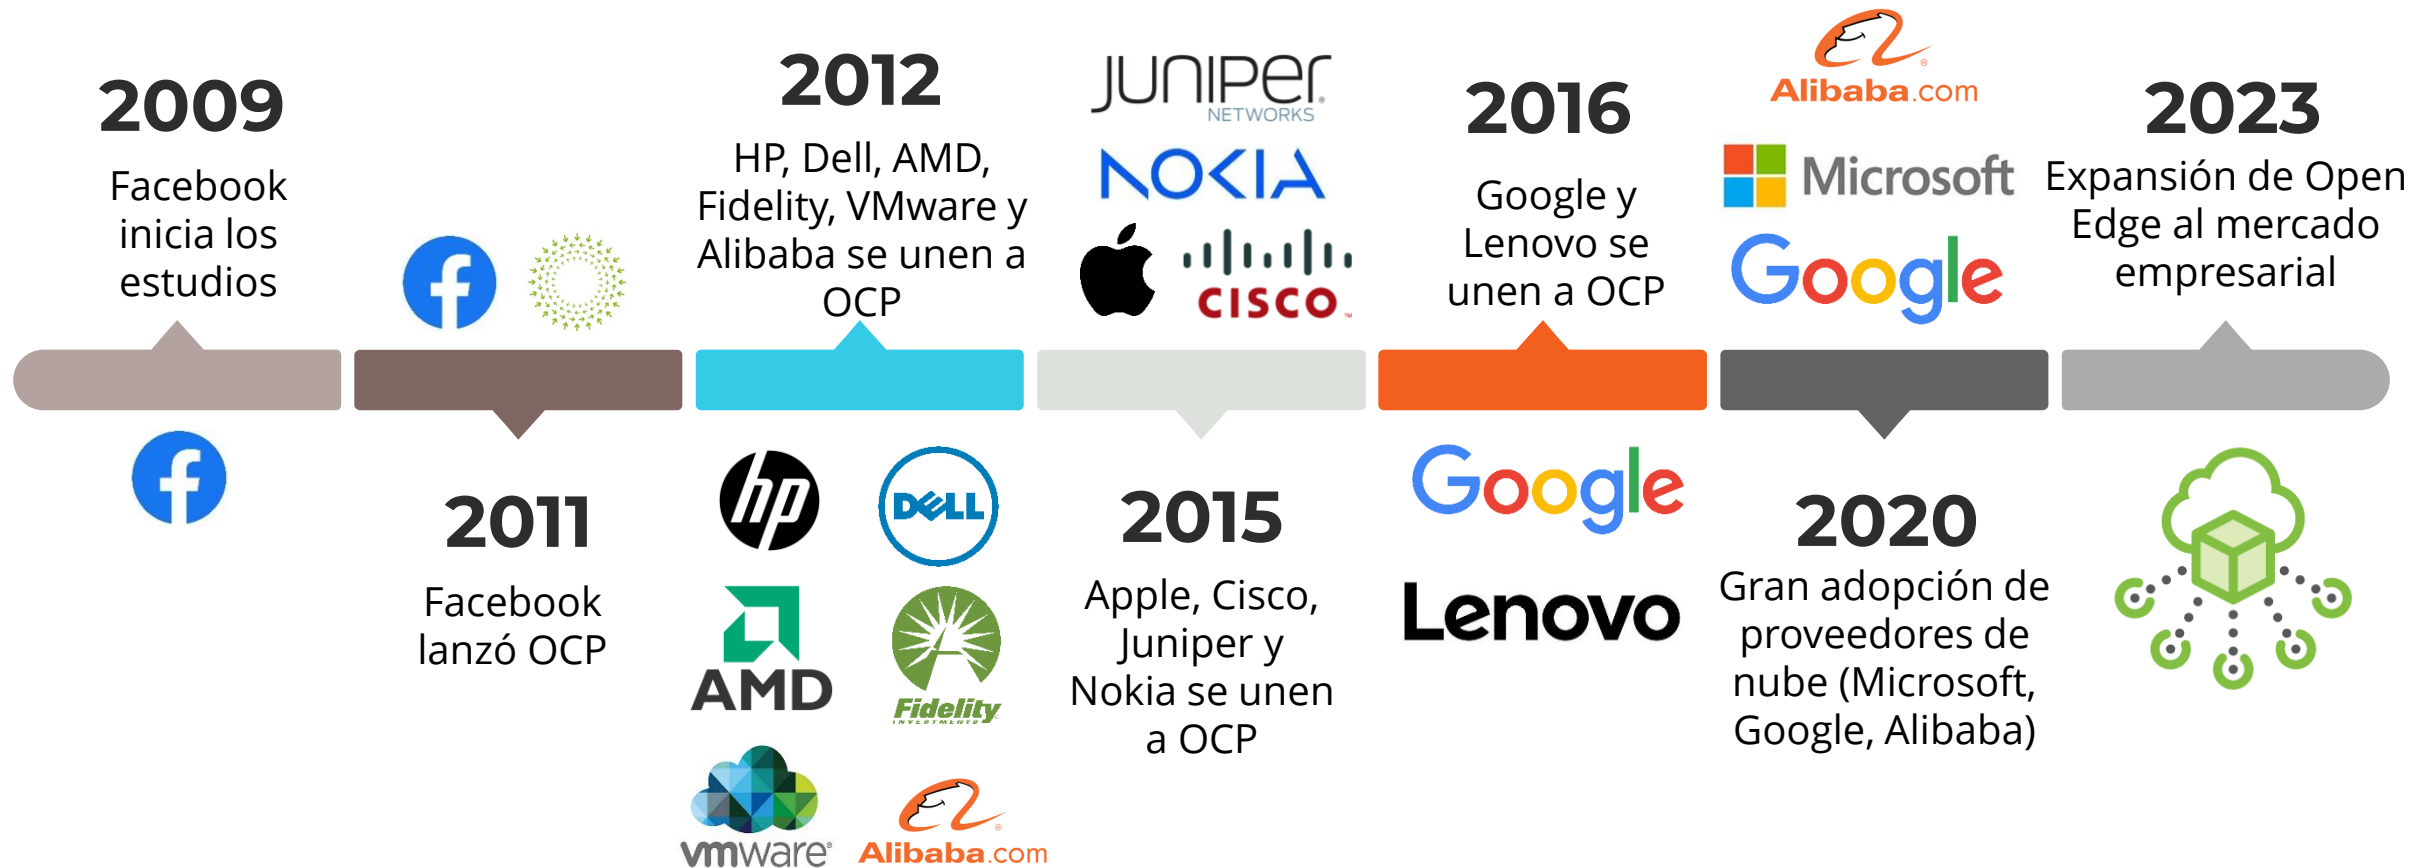 2009
Facebook
inicia los
estudios
2011
Facebook
lanzó OCP
2012
HP, Dell, AMD,
Fidelity, VMware y
Alibaba se unen a
OCP
hp
DELL
AMD
Fidelity
INVESTMENTS
vmware®
Alibaba.com
JUNIPER
NETWORKS
NOKIA
CISCO
2015
Apple, Cisco,
Juniper y
Nokia se unen
a OCP
2016
Google y
Lenovo se
unen a OCP
Google
Lenovo
Alibaba.com
Microsoft
Google
2020
Gran adopción de
proveedores de
nube (Microsoft,
Google, Alibaba)
2023
Expansión de Open
Edge al mercado
empresarial